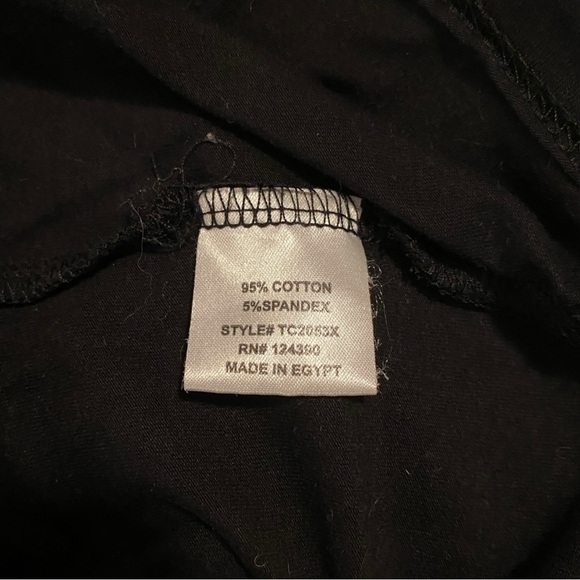 95% COTTON
5%SPANDEX
STYLE# TC2053X
RN# 124390
MADE IN EGYPT